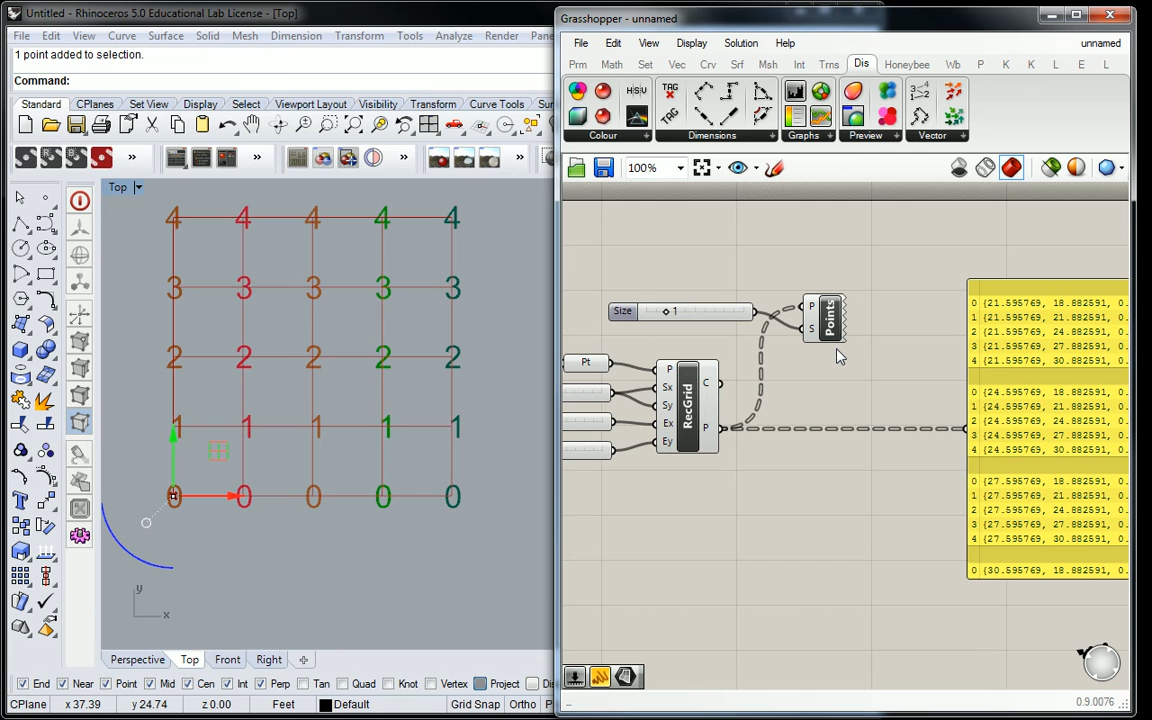 Untitled - Rhinoceros 5.0 Educational Lab License - [Top]
File Edit View Curve Surface Solid Mesh Dimension Transform Tools Analyze Render
1 point added to selection.
Command:
Standard CPlanes Set View Display Select Viewport Layout Visibility Transform Curve Tools
Top
4 4 4 4 4
3 3 3 3 3
2 2 2 2 2
1 1 1 1 1
0 0 0 0 0
y
x
Perspective Top Front Right
End Near Point Mid Cen Int Perp Tan Quad Knot Vertex Project
CPlane x 37.39 y 24.74 z 0.00 Feet Default Grid Snap Ortho
Grasshopper - unnamed
File Edit View Display Solution Help unnamed
Prm Math Set Vec Crv Srf Msh Int Trns Dis Honeybee Wb P K K L E L
HSV TAG
TAG
Colour Dimensions Graphs Preview Vector
100%
Size 1
P
S
Points
Pt
P
Sx
Sy
Ex
Ey
RecGrid
C
P
0 {21.595769, 18.882591, 0.
1 {21.595769, 21.882591, 0.
2 {21.595769, 24.882591, 0.
3 {21.595769, 27.882591, 0.
4 {21.595769, 30.882591, 0.
0 {24.595769, 18.882591, 0.
1 {24.595769, 21.882591, 0.
2 {24.595769, 24.882591, 0.
3 {24.595769, 27.882591, 0.
4 {24.595769, 30.882591, 0.
0 {27.595769, 18.882591, 0.
1 {27.595769, 21.882591, 0.
2 {27.595769, 24.882591, 0.
3 {27.595769, 27.882591, 0.
4 {27.595769, 30.882591, 0.
0 {30.595769, 18.882591, 0.
0.9.0076